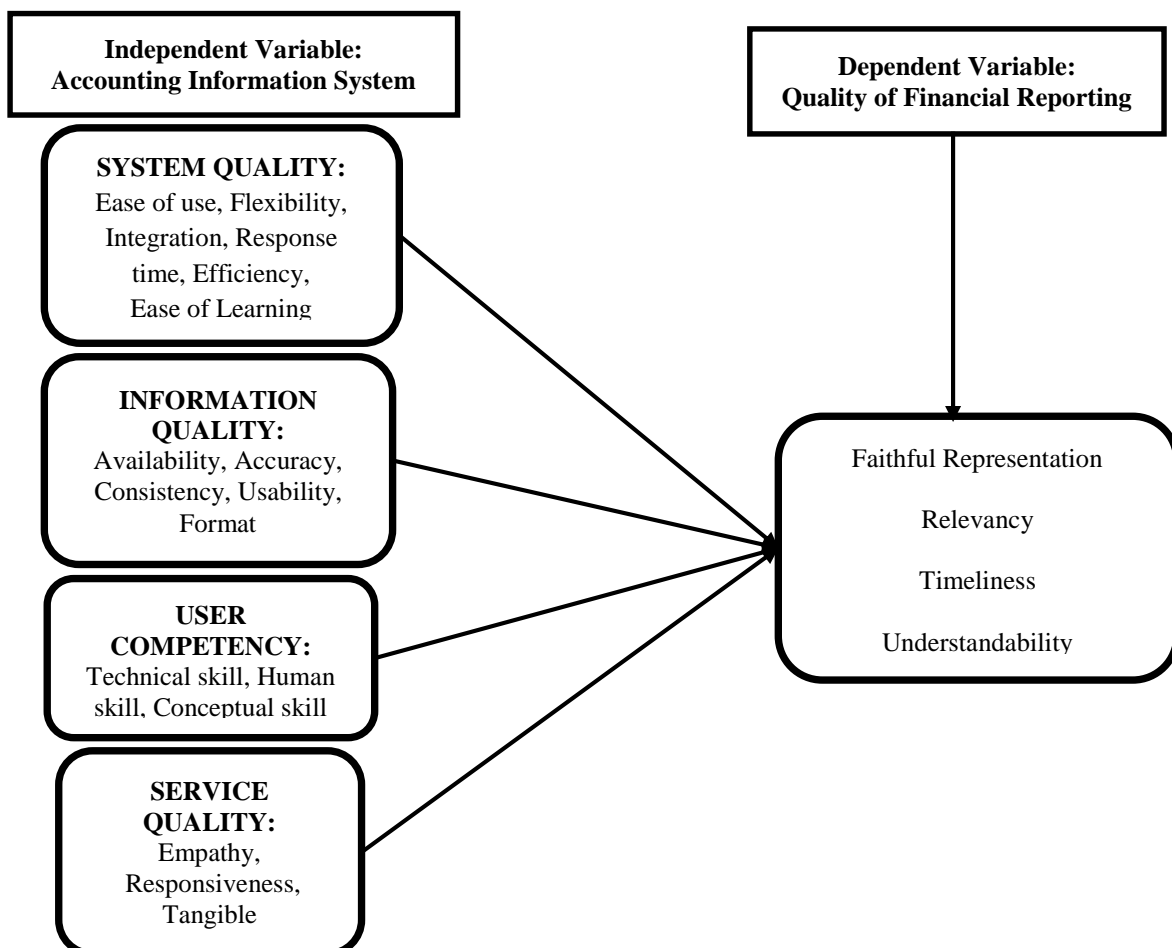 Independent Variable:
Accounting Information System
Dependent Variable:
Quality of Financial Reporting
SYSTEM QUALITY:
Ease of use, Flexibility,
Integration, Response
time, Efficiency,
Ease of Learning
INFORMATION
QUALITY:
Availability, Accuracy,
Consistency, Usability,
Format
USER
COMPETENCY:
Technical skill, Human
skill, Conceptual skill
SERVICE
QUALITY:
Empathy,
Responsiveness,
Tangible
Faithful Representation
Relevancy
Timeliness
Understandability